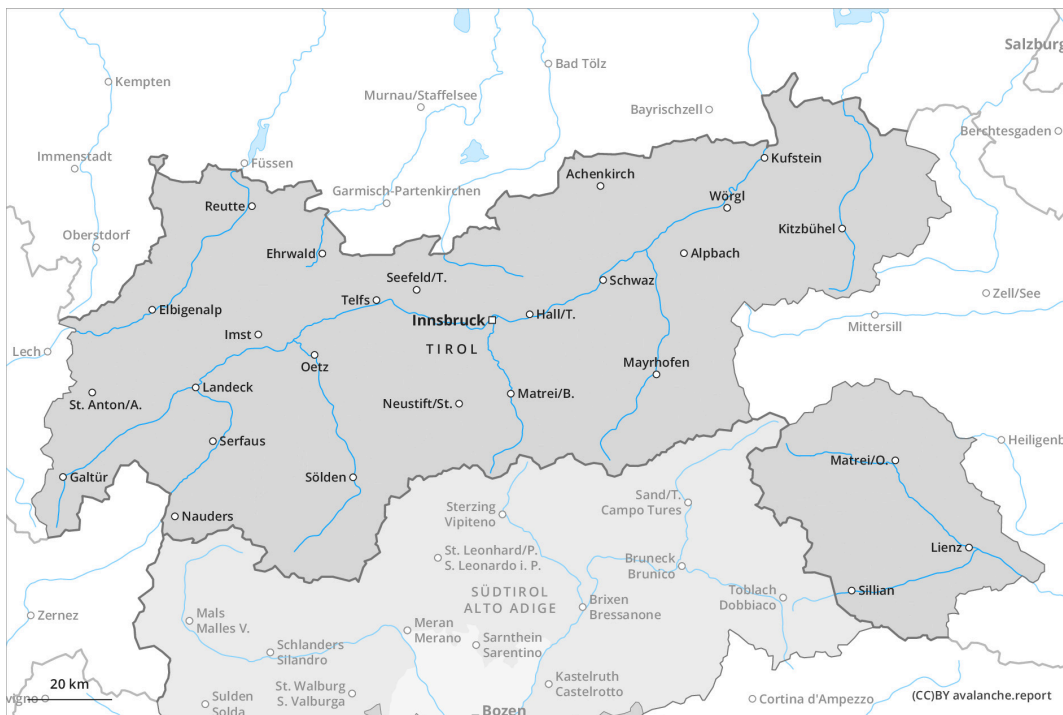 Salzburg
Kempten
Bad Tölz
Murnau/Staffelsee
Bayrischzell
Berchtesgaden
Immenstadt
Füssen
Kufstein
Achenkirch
Garmisch-Partenkirchen
Reutte
Wörgl
Oberstdorf
Kitzbühel
Ehrwald
Alpbach
Seefeld/T.
Schwaz
Zell/See
Telfs
Elbigenalp
Innsbruck
Hall/T.
Mittersill
Imst
TIROL
Lech
Oetz
Mayrhofen
Landeck
Matrei/B.
St. Anton/A.
Neustift/St.
Serfaus
Heiligenb
Matrei/O.
Galtür
Sölden
Sand/T.
Campo Tures
Sterzing
Vipiteno
Nauders
Lienz
St. Leonhard/P.
S. Leonardo i. P.
Bruneck
Brunico
SÜDTIROL
ALTO ADIGE
Sillian
Toblach
Dobbiaco
Brixen
Bressanone
Zernez
Mals
Malles V.
Meran
Merano
Sarnthein
Sarentino
Schlanders
Silandro
Kastelruth
Castelrotto
20 km
St. Walburg
S. Valburga
vigno
Sulden
Solda
Cortina d'Ampezzo
(CC)BY avalanche.report
Bozen